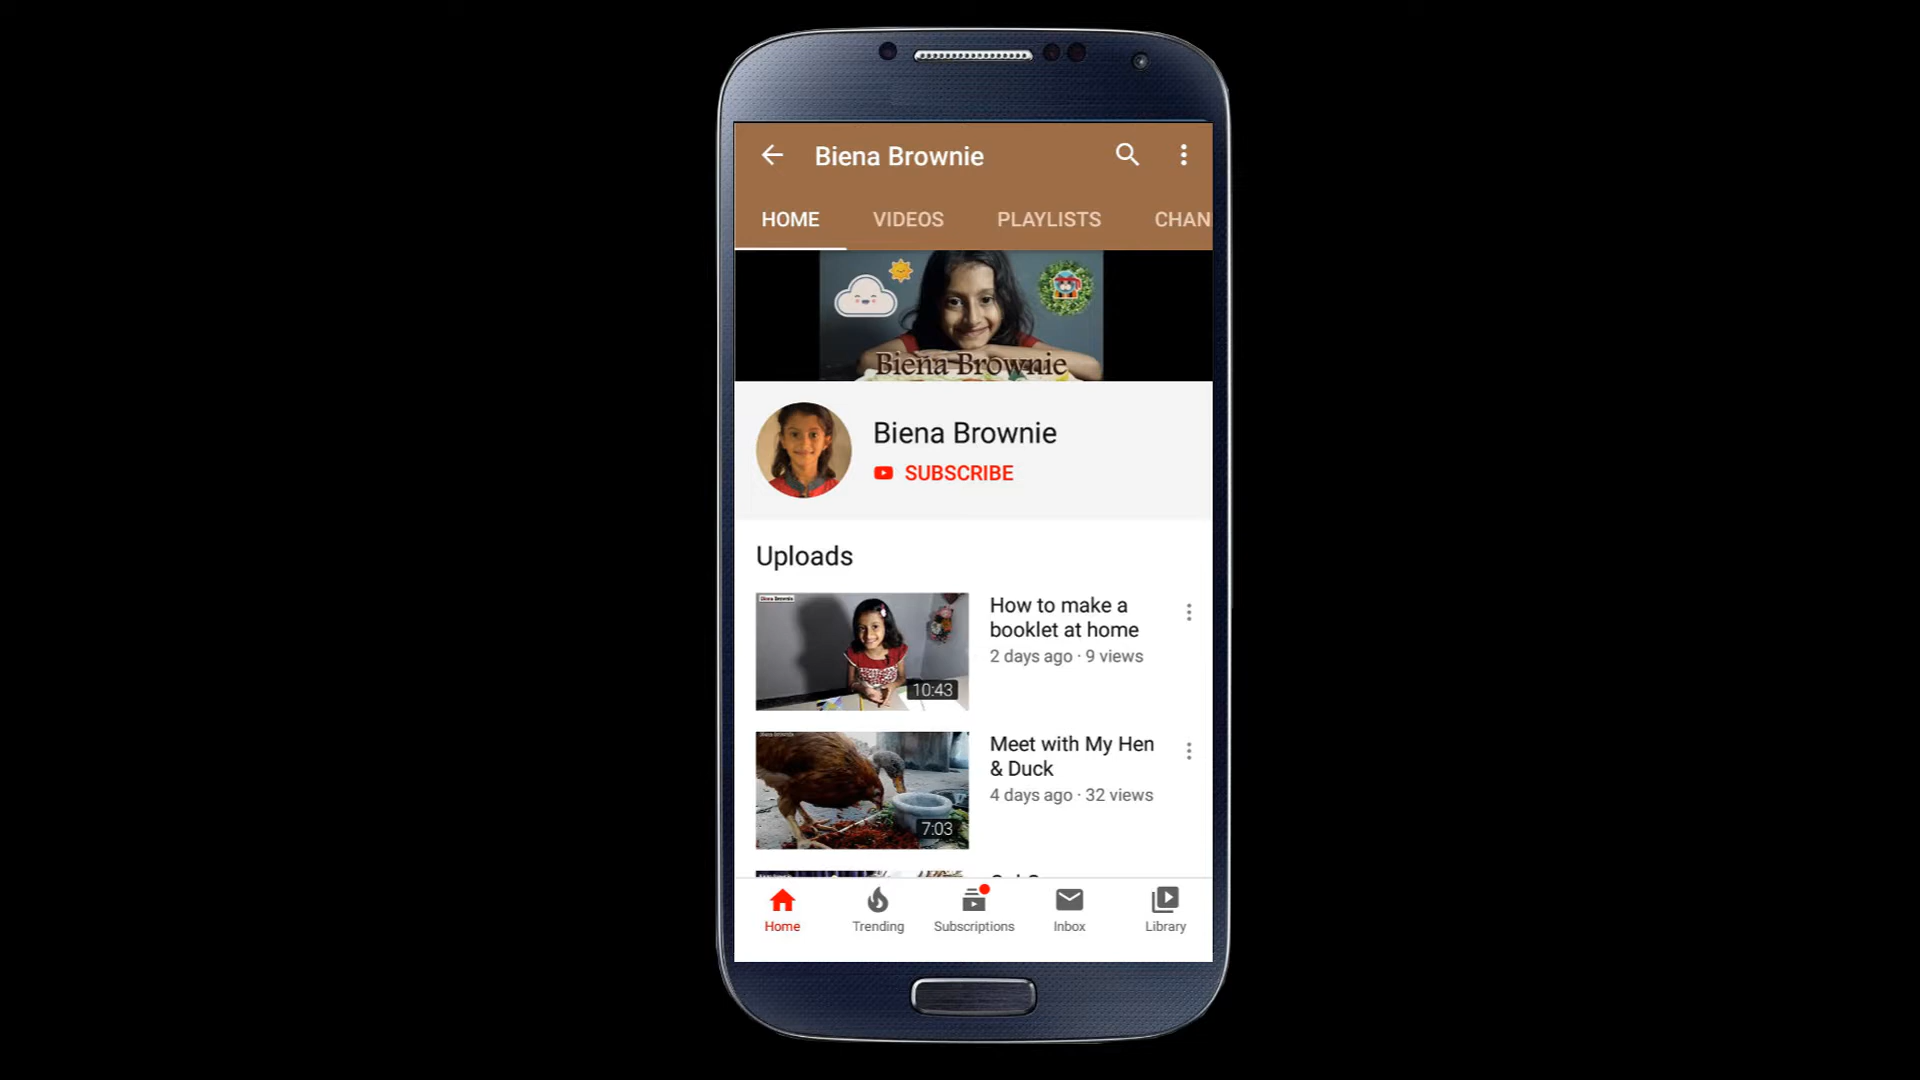 Biena Brownie
HOME VIDEOS PLAYLISTS CHAN
Biena Brownie
Biena Brownie
SUBSCRIBE
Uploads
How to make a
booklet at home
2 days ago · 9 views
10:43
Meet with My Hen
& Duck
4 days ago · 32 views
7:03
Home Trending Subscriptions Inbox Library